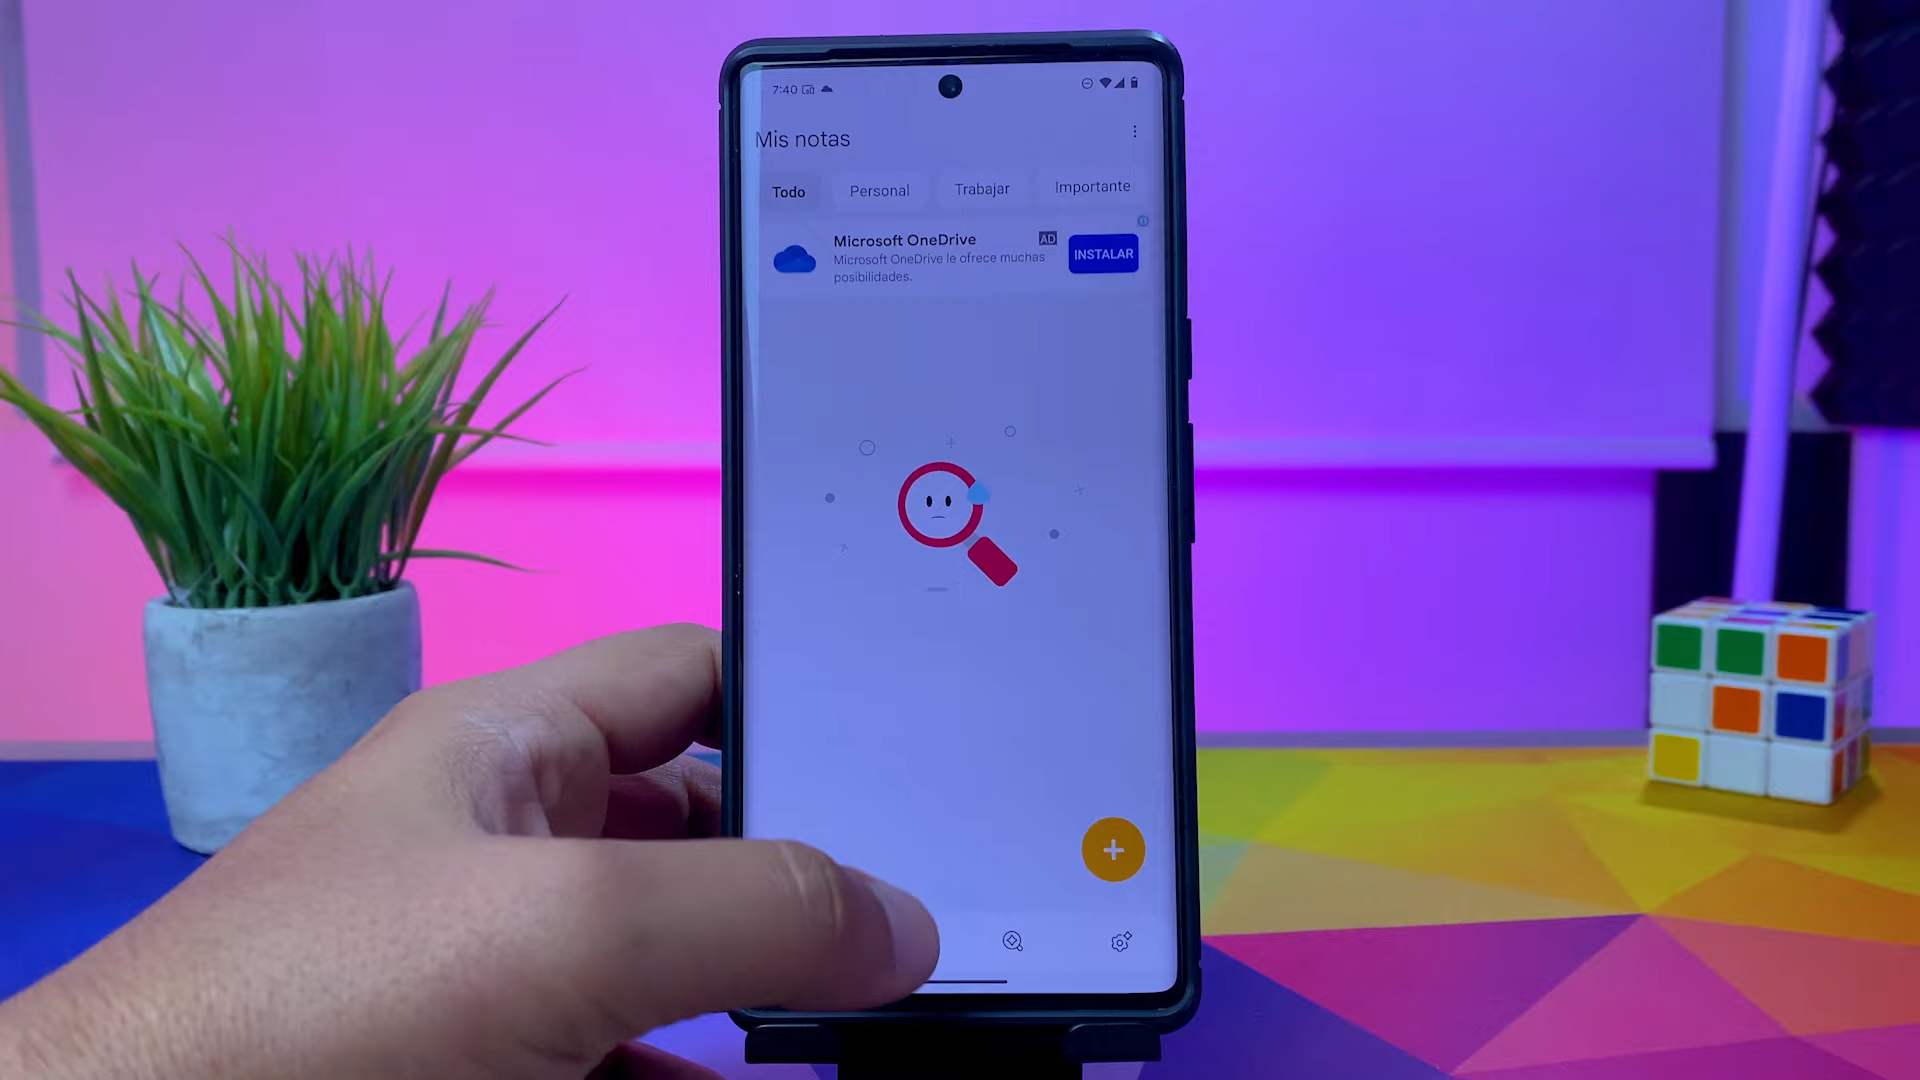 7:40
Mis notas
Todo
Personal
Trabajar
Importante
Microsoft OneDrive
AD
Microsoft OneDrive le ofrece muchas
posibilidades.
INSTALAR